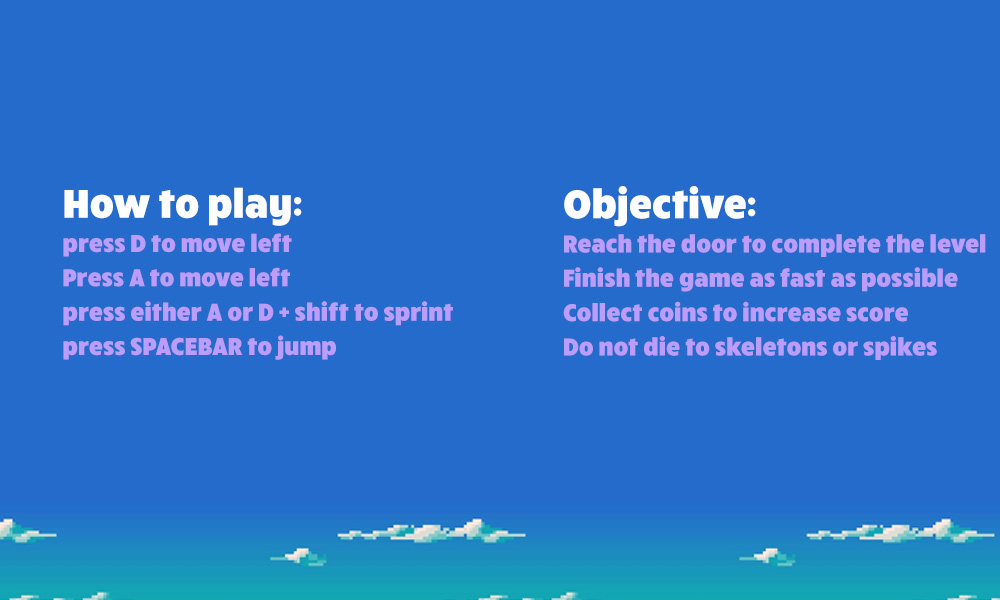 How to play:
press D to move left
Press A to move left
press either A or D + shift to sprint
press SPACEBAR to jump
Objective:
Reach the door to complete the level
Finish the game as fast as possible
Collect coins to increase score
Do not die to skeletons or spikes